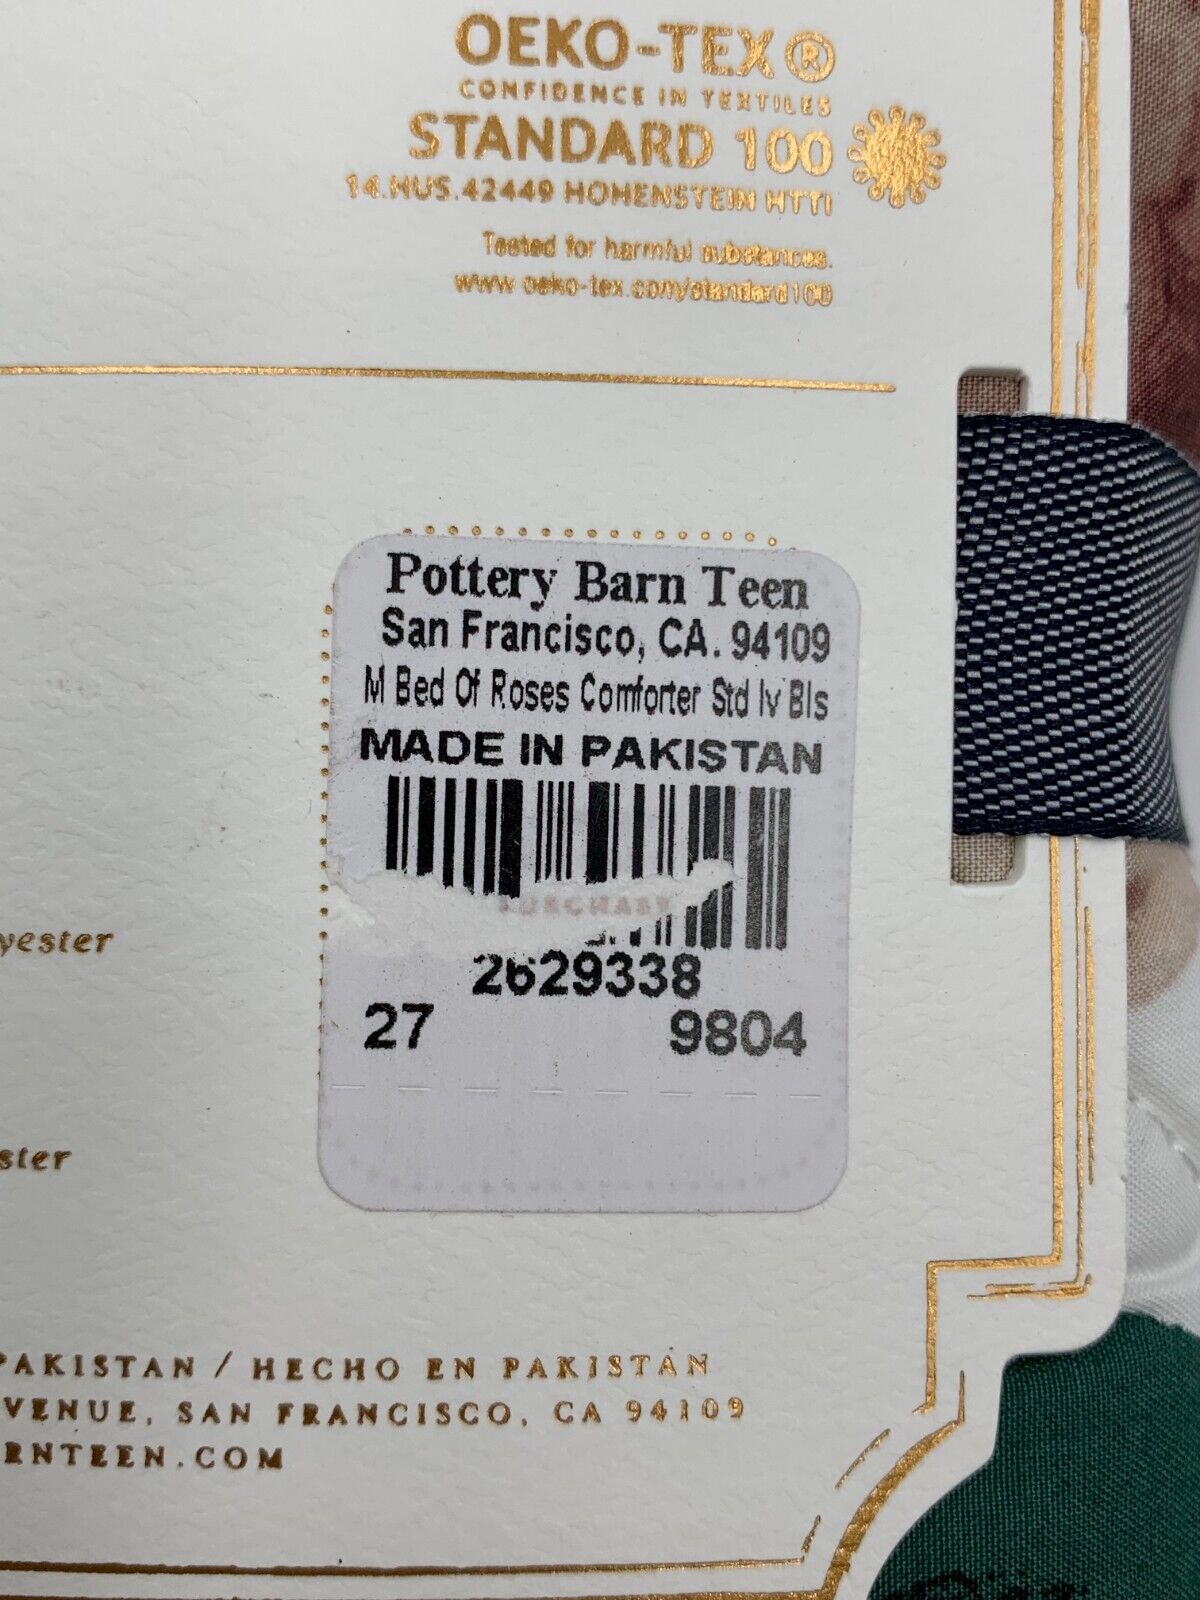 OEKO-TEX®
CONFIDENCE IN TEXTILES
STANDARD 100
14.HUS.42449 HOHENSTEIN HTTI
Tested for harmful substances.
www.oeko-tex.com/standard100
Pottery Barn Teen
San Francisco, CA. 94109
M Bed Of Roses Comforter Std Iv Bls
MADE IN PAKISTAN
2629338
27 9804
yester
ster
PAKISTAN / HECHO EN PAKISTÁN
VENUE, SAN FRANCISCO, CA 94109
RNTEEN.COM